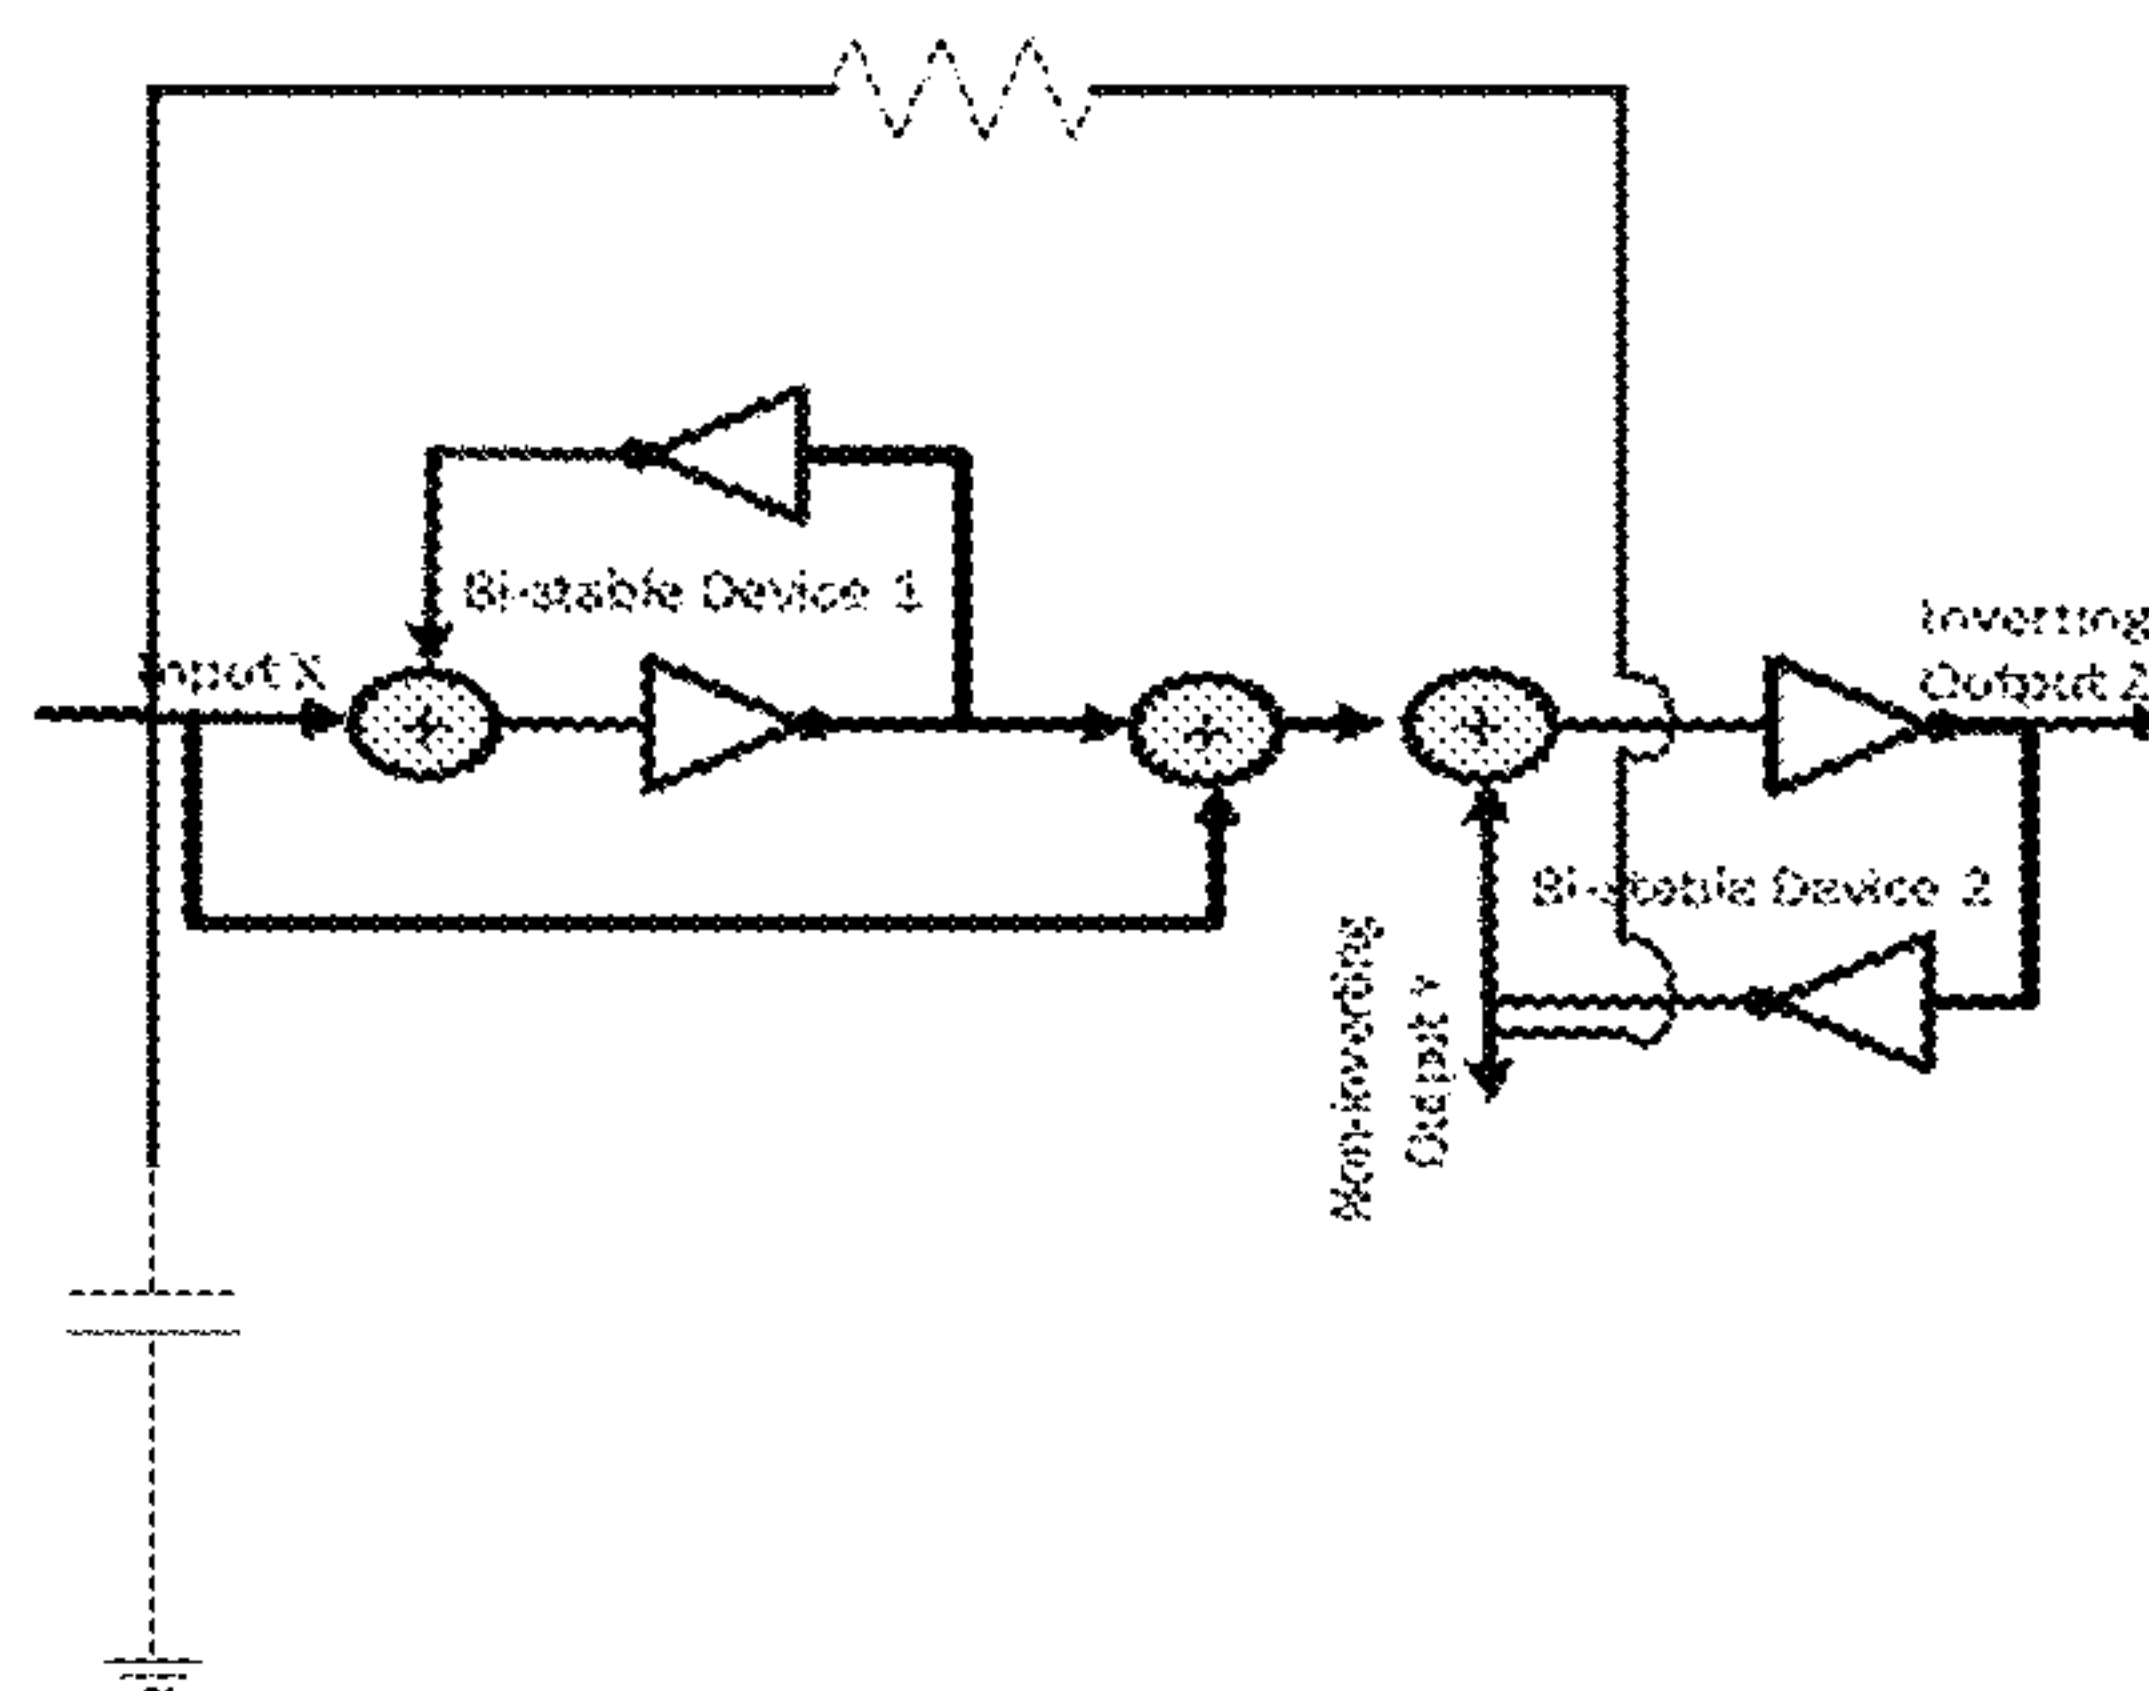 Bi-stable Device 1
Input X
+
+
+
Inverting
Output Z
Bi-stable Device 2
Non-inverting
Output Y